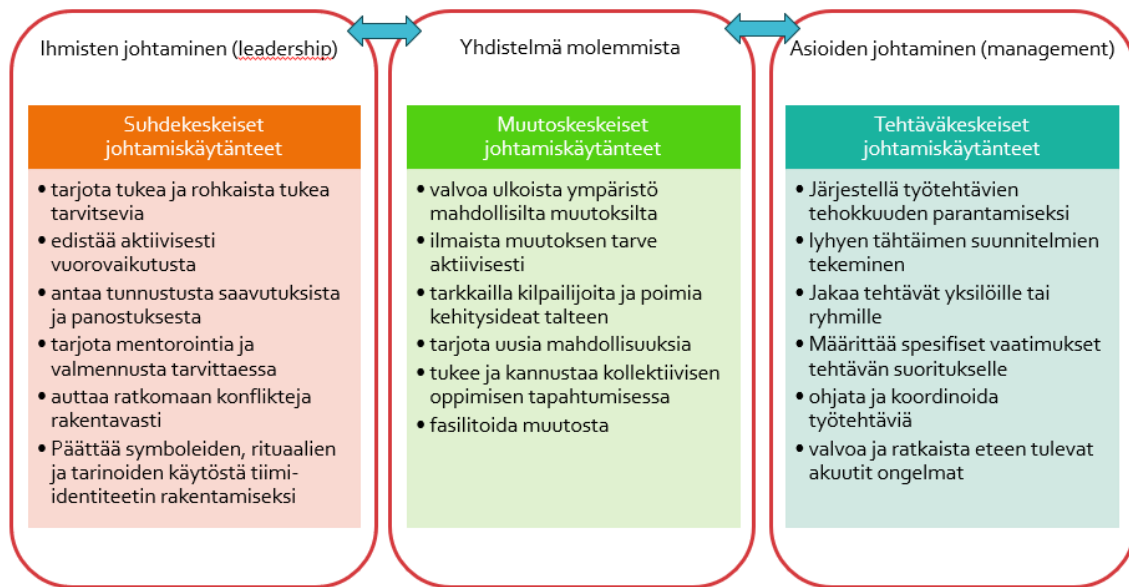 Ihmisten johtaminen (leadership)
Suhdekeskeiset
johtamiskäytänteet
• tarjota tukea ja rohkaista tukea
tarvitsevia
• edistää aktiivisesti
vuorovaikutusta
• antaa tunnustusta saavutuksista
ja panostuksesta
• tarjota mentorointia ja
valmennusta tarvittaessa
• auttaa ratkomaan konflikteja
rakentavasti
• Päättää symboleiden, rituaalien
ja tarinoiden käytöstä tiimi-
identiteetin rakentamiseksi
Yhdistelmä molemmista
Muutoskeskeiset
johtamiskäytänteet
• valvoa ulkoista ympäristö
mahdollisilta muutoksilta
• ilmaista muutoksen tarve
aktiivisesti
• tarkkailla kilpailijoita ja poimia
kehitysideat talteen
• tarjota uusia mahdollisuuksia
• tukee ja kannustaa kollektiivisen
oppimisen tapahtumisessa
• fasilitoida muutosta
Asioiden johtaminen (management)
Tehtäväkeskeiset
johtamiskäytänteet
• Järjestellä työtehtävien
tehokkuuden parantamiseksi
• lyhyen tähtäimen suunnitelmien
tekeminen
• Jakaa tehtävät yksilöille tai
ryhmille
• Määrittää spesifiset vaatimukset
tehtävän suoritukselle
• ohjata ja koordinoida
työtehtäviä
• valvoa ja ratkaista eteen tulevat
akuutit ongelmat